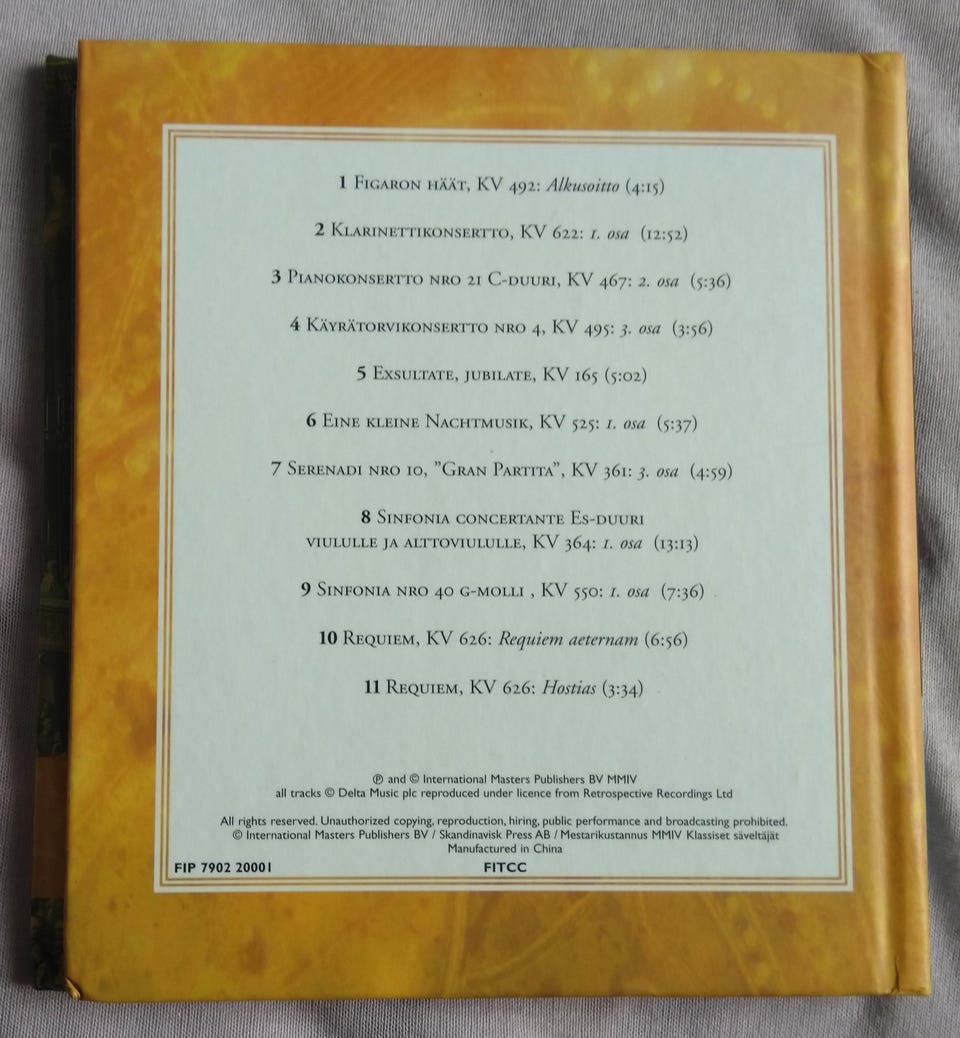 1 Figaron häät, KV 492: Alkusoitto (4:15)
2 Klarinettikonsertto, KV 622: 1. osa (12:52)
3 Pianokonsertto nro 21 C-duuri, KV 467: 2. osa (5:36)
4 Käyrätorvikonsertto nro 4, KV 495: 3. osa (3:56)
5 Exsultate, jubilate, KV 165 (5:02)
6 Eine kleine Nachtmusik, KV 525: 1. osa (5:37)
7 Serenadi nro 10, ”Gran Partita”, KV 361: 3. osa (4:59)
8 Sinfonia concertante Es-duuri
viululle ja alttoviululle, KV 364: 1. osa (13:13)
9 Sinfonia nro 40 g-molli , KV 550: 1. osa (7:36)
10 Requiem, KV 626: Requiem aeternam (6:56)
11 Requiem, KV 626: Hostias (3:34)
℗ and © International Masters Publishers BV MMIV
all tracks © Delta Music plc reproduced under licence from Retrospective Recordings Ltd
All rights reserved. Unauthorized copying, reproduction, hiring, public performance and broadcasting prohibited.
© International Masters Publishers BV / Skandinavisk Press AB / Mestarikustannus MMIV Klassiset säveltäjät
Manufactured in China
FIP 7902 20001
FITCC